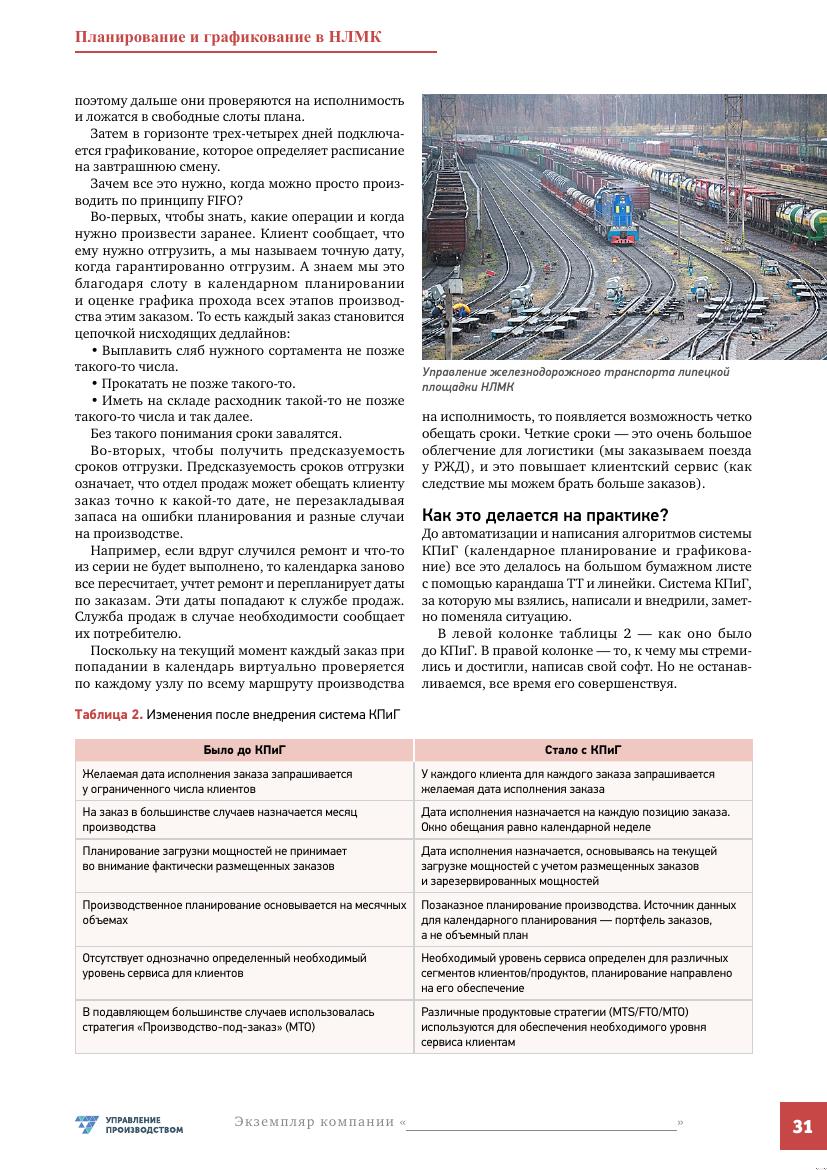 Планирование и графикование в НЛМК
поэтому дальше они проверяются на исполнимость
и ложатся в свободные слоты плана.
Затем в горизонте трех-четырех дней подключа-
ется графикование, которое определяет расписание
на завтрашнюю смену.
Зачем все это нужно, когда можно просто произ-
водить по принципу FIFO?
Во-первых, чтобы знать, какие операции и когда
нужно произвести заранее. Клиент сообщает, что
ему нужно отгрузить, а мы называем точную дату,
когда гарантированно отгрузим. А знаем мы это
благодаря слоту в календарном планировании
и оценке графика прохода всех этапов производ-
ства этим заказом. То есть каждый заказ становится
цепочкой нисходящих дедлайнов:
• Выплавить сляб нужного сортамента не позже
такого-то числа.
• Прокатать не позже такого-то.
• Иметь на складе расходник такой-то не позже
такого-то числа и так далее.
Без такого понимания сроки завалятся.
Во-вторых, чтобы получить предсказуемость
сроков отгрузки. Предсказуемость сроков отгрузки
означает, что отдел продаж может обещать клиенту
заказ точно к какой-то дате, не перезакладывая
запаса на ошибки планирования и разные случаи
на производстве.
Например, если вдруг случился ремонт и что-то
из серии не будет выполнено, то календарка заново
все пересчитает, учтет ремонт и перепланирует даты
по заказам. Эти даты попадают к службе продаж.
Служба продаж в случае необходимости сообщает
их потребителю.
Поскольку на текущий момент каждый заказ при
попадании в календарь виртуально проверяется
по каждому узлу по всему маршруту производства
Управление железнодорожного транспорта липецкой
площадки НЛМК
на исполнимость, то появляется возможность четко
обещать сроки. Четкие сроки — это очень большое
облегчение для логистики (мы заказываем поезда
у РЖД), и это повышает клиентский сервис (как
следствие мы можем брать больше заказов).
Как это делается на практике?
До автоматизации и написания алгоритмов системы
КПиГ (календарное планирование и графикова-
ние) все это делалось на большом бумажном листе
с помощью карандаша ТТ и линейки. Система КПиГ,
за которую мы взялись, написали и внедрили, замет-
но поменяла ситуацию.
В левой колонке таблицы 2 — как оно было
до КПиГ. В правой колонке — то, к чему мы стреми-
лись и достигли, написав свой софт. Но не останав-
ливаемся, все время его совершенствуя.
Таблица 2. Изменения после внедрения система КПиГ
Было до КПиГ
Стало с КПиГ
Желаемая дата исполнения заказа запрашивается
у ограниченного числа клиентов
У каждого клиента для каждого заказа запрашивается
желаемая дата исполнения заказа
На заказ в большинстве случаев назначается месяц
производства
Дата исполнения назначается на каждую позицию заказа.
Окно обещания равно календарной неделе
Планирование загрузки мощностей не принимает
во внимание фактически размещенных заказов
Дата исполнения назначается, основываясь на текущей
загрузке мощностей с учетом размещенных заказов
и зарезервированных мощностей
Производственное планирование основывается на месячных
объемах
Позаказное планирование производства. Источник данных
для календарного планирования — портфель заказов,
а не объемный план
Отсутствует однозначно определенный необходимый
уровень сервиса для клиентов
Необходимый уровень сервиса определен для различных
сегментов клиентов/продуктов, планирование направлено
на его обеспечение
В подавляющем большинстве случаев использовалась
стратегия «Производство-под-заказ» (МТО)
Различные продуктовые стратегии (MTS/FTO/MTO)
используются для обеспечения необходимого уровня
сервиса клиентам
УПРАВЛЕНИЕ
ПРОИЗВОДСТВОМ
Экземпляр компании «__________________________________»
31